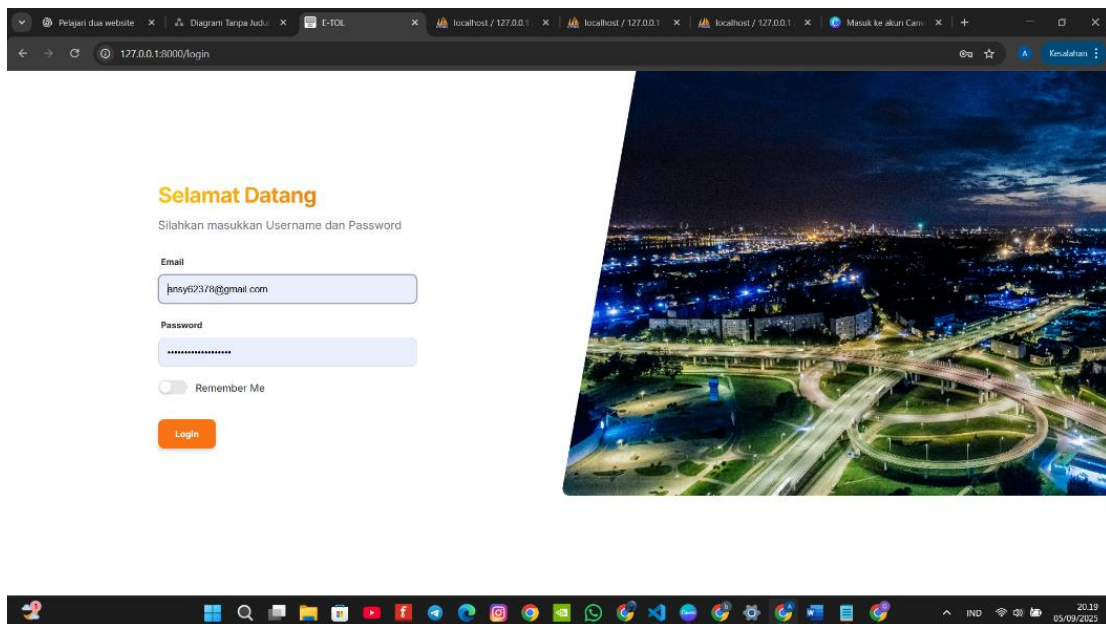 Pelajari dua website
Diagram Tanpa Judul
E-TOL
localhost / 127.0.0.1
localhost / 127.0.0.1
localhost / 127.0.0.1
Masuk ke akun Canv
127.0.0.1:8000/login
A
Kesalahan
Selamat Datang
Silahkan masukkan Username dan Password
Email
ansy62378@gmail.com
Password
Remember Me
Login
IND
20.19
05/09/2025